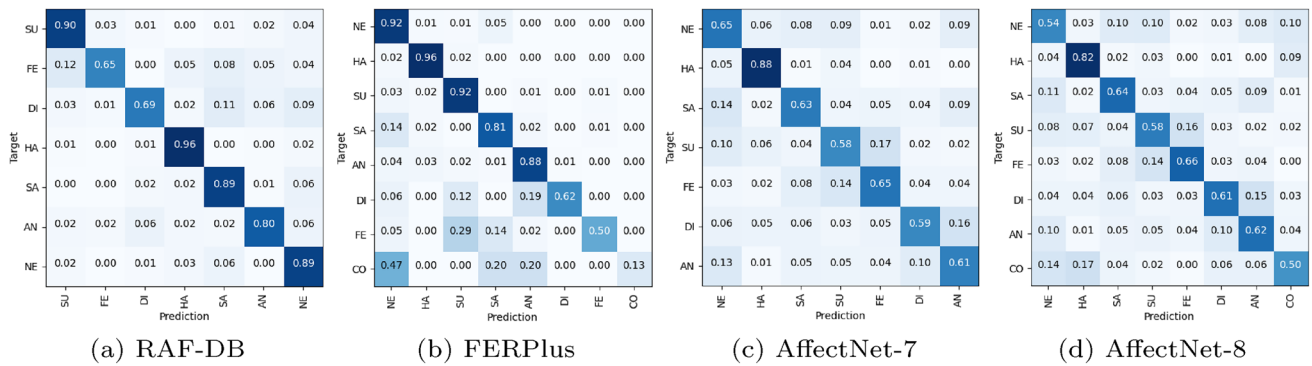 Target
SU 0.90 0.03 0.01 0.01 0.01 0.02 0.04
FE 0.12 0.65 0.00 0.05 0.08 0.05 0.04
DI 0.03 0.01 0.69 0.02 0.11 0.06 0.09
HA 0.01 0.00 0.01 0.96 0.00 0.00 0.02
SA 0.00 0.00 0.02 0.02 0.89 0.01 0.06
AN 0.02 0.02 0.06 0.02 0.02 0.80 0.06
NE 0.02 0.00 0.01 0.03 0.06 0.00 0.89
SU FE DI HA SA AN NE
Prediction
(a) RAF-DB
Target
NE 0.92 0.01 0.01 0.05 0.00 0.00 0.00 0.00
HA 0.01 0.96 0.02 0.00 0.00 0.00 0.00 0.00
SU 0.03 0.02 0.92 0.00 0.01 0.00 0.01 0.00
SA 0.14 0.02 0.00 0.81 0.02 0.00 0.01 0.00
AN 0.04 0.03 0.02 0.01 0.88 0.01 0.00 0.00
DI 0.06 0.00 0.12 0.00 0.19 0.62 0.00 0.00
FE 0.05 0.00 0.29 0.14 0.02 0.00 0.50 0.00
CO 0.47 0.00 0.00 0.20 0.20 0.00 0.00 0.13
NE HA SU SA AN DI FE CO
Prediction
(b) FERPlus
Target
NE 0.65 0.06 0.08 0.09 0.01 0.02 0.09
HA 0.05 0.88 0.01 0.04 0.00 0.01 0.01
SA 0.14 0.02 0.63 0.04 0.05 0.04 0.09
SU 0.10 0.06 0.04 0.58 0.17 0.02 0.02
FE 0.03 0.02 0.08 0.14 0.65 0.04 0.04
DI 0.06 0.05 0.06 0.03 0.05 0.59 0.16
AN 0.13 0.01 0.05 0.05 0.05 0.10 0.61
NE HA SA SU FE DI AN
Prediction
(c) AffectNet-7
Target
NE 0.54 0.03 0.10 0.10 0.02 0.03 0.08 0.10
HA 0.04 0.82 0.01 0.03 0.00 0.01 0.00 0.09
SA 0.11 0.02 0.64 0.03 0.04 0.05 0.09 0.01
SU 0.08 0.07 0.04 0.58 0.16 0.03 0.02 0.02
FE 0.03 0.02 0.08 0.14 0.66 0.03 0.04 0.00
DI 0.04 0.04 0.06 0.03 0.03 0.61 0.15 0.03
AN 0.10 0.01 0.05 0.05 0.04 0.10 0.62 0.04
CO 0.14 0.17 0.04 0.02 0.00 0.06 0.06 0.50
NE HA SA SU FE DI AN CO
Prediction
(d) AffectNet-8